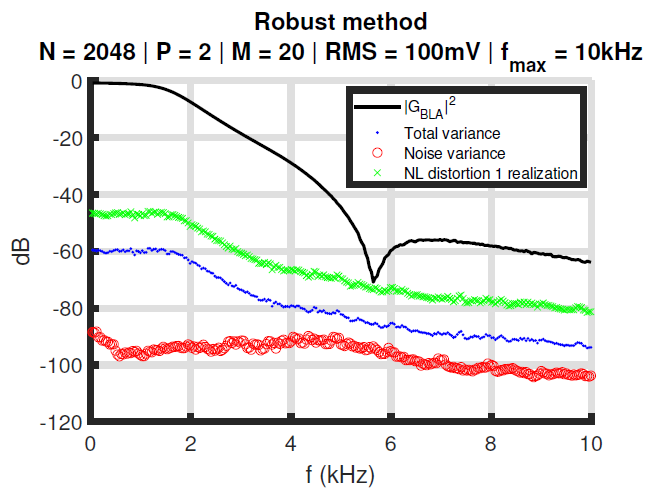 Robust method
N = 2048 | P = 2 | M = 20 | RMS = 100mV | fmax = 10kHz
0
-20
-40
-60
-80
-100
-120
dB
|GBLA|2
Total variance
Noise variance
NL distortion 1 realization
0
2
4
6
8
10
f (kHz)